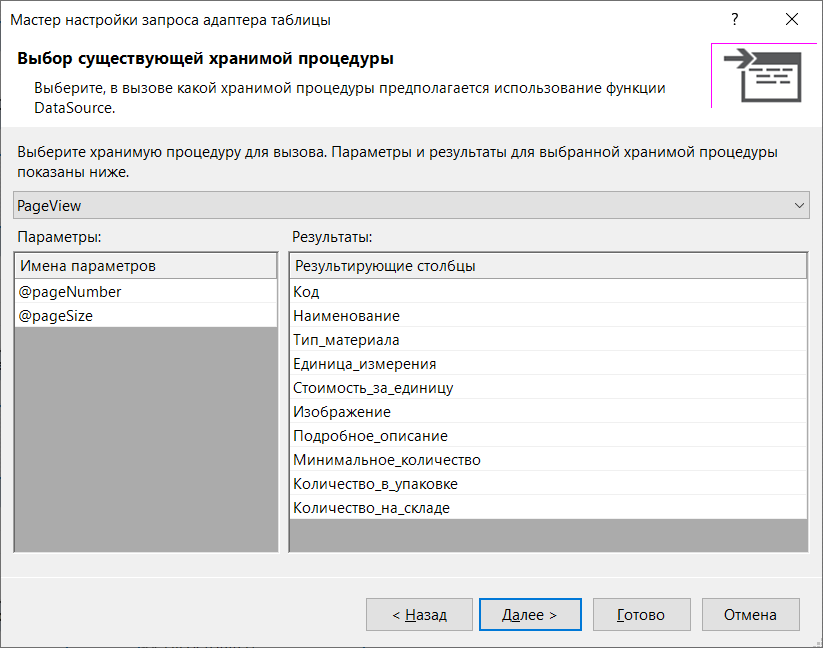 Мастер настройки запроса адаптера таблицы
?
Выбор существующей хранимой процедуры
Выберите, в вызове какой хранимой процедуры предполагается использование функции
DataSource.
Выберите хранимую процедуру для вызова. Параметры и результаты для выбранной хранимой процедуры
показаны ниже.
PageView
Параметры:
Результаты:
Имена параметров
Результирующие столбцы
@pageNumber
Код
@pageSize
Наименование
Тип_материала
Единица_измерения
Стоимость_за_единицу
Изображение
Подробное_описание
Минимальное_количество
Количество_в_упаковке
Количество_на_складе
< Назад
Далее >
Готово
Отмена